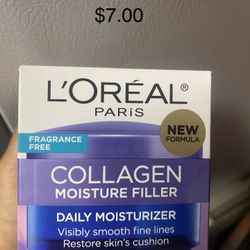 $7.00
L'ORÉAL
PARIS
FRAGRANCE
FREE
NEW
FORMULA
COLLAGEN
MOISTURE FILLER
DAILY MOISTURIZER
Visibly smooth fine lines
Restore skin's cushion